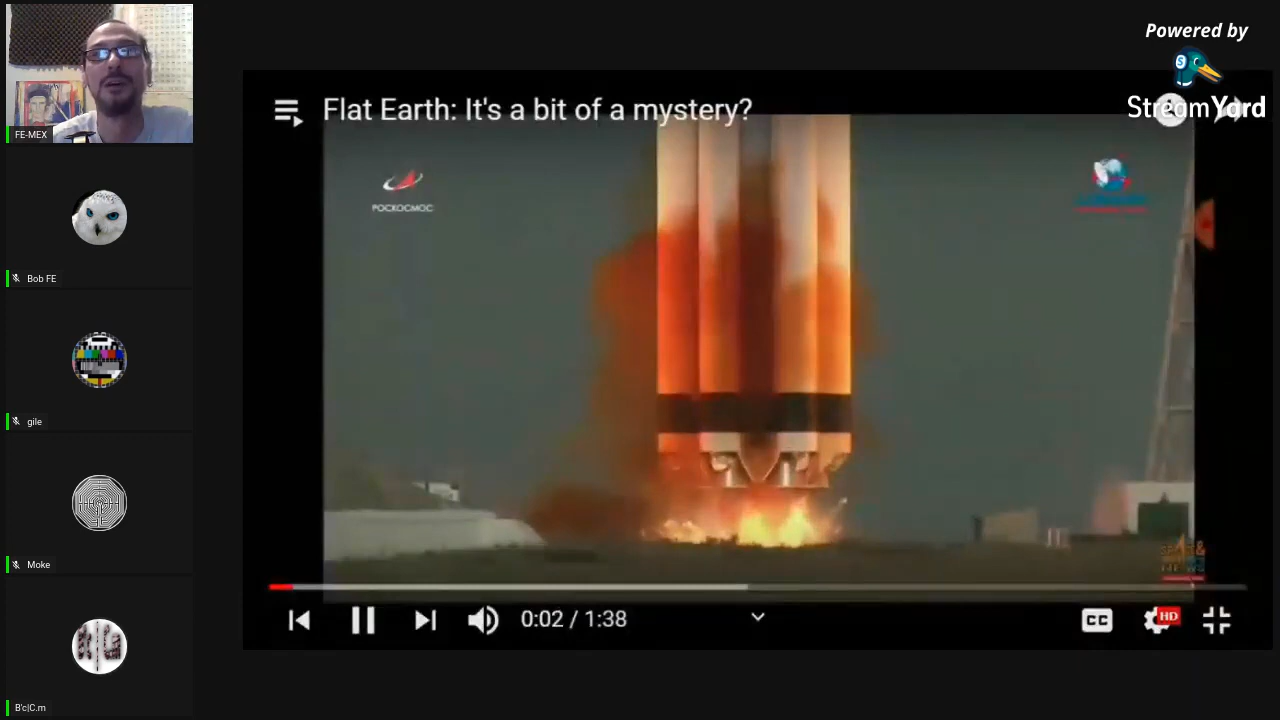 Powered by
StreamYard
Flat Earth: It's a bit of a mystery?
РОСКОСМОС
FE-MEX
Bob FE
gile
Moke
B'c|C.m
NEWS
0:02 / 1:38
CC
HD